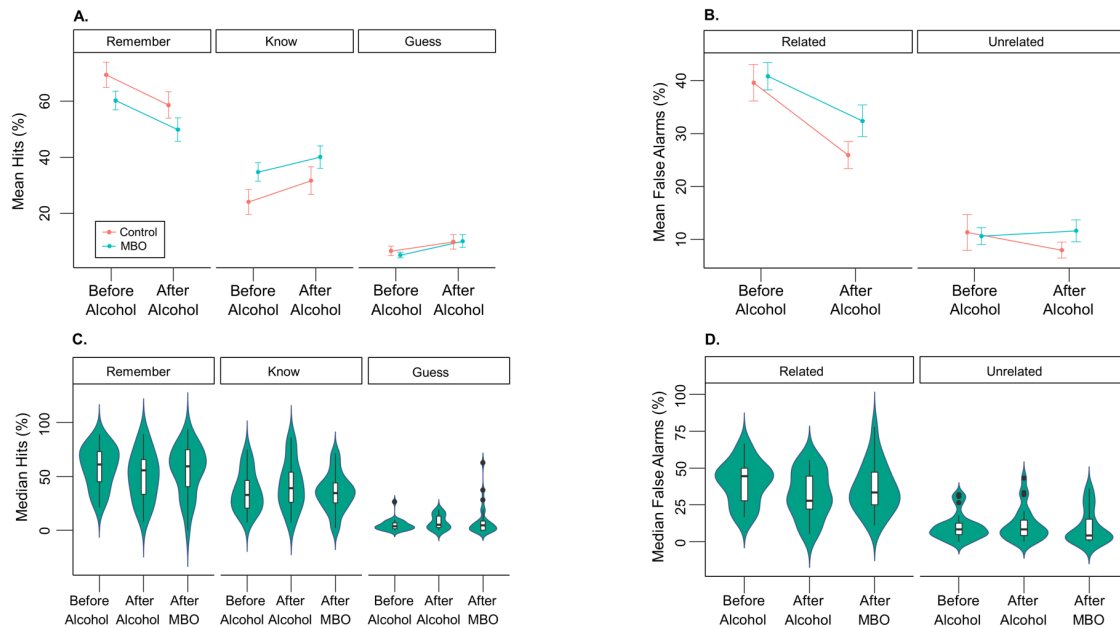 A.
Remember Know Guess
Mean Hits (%)
60
40
20
Control
MBO
Before Alcohol After Alcohol Before Alcohol After Alcohol Before Alcohol After Alcohol
B.
Related Unrelated
Mean False Alarms (%)
40
30
20
10
Before Alcohol After Alcohol Before Alcohol After Alcohol
C.
Remember Know Guess
Median Hits (%)
100
50
0
Before Alcohol After Alcohol After MBO Before Alcohol After Alcohol After MBO Before Alcohol After Alcohol After MBO
D.
Related Unrelated
Median False Alarms (%)
100
75
50
25
0
Before Alcohol After Alcohol After MBO Before Alcohol After Alcohol After MBO